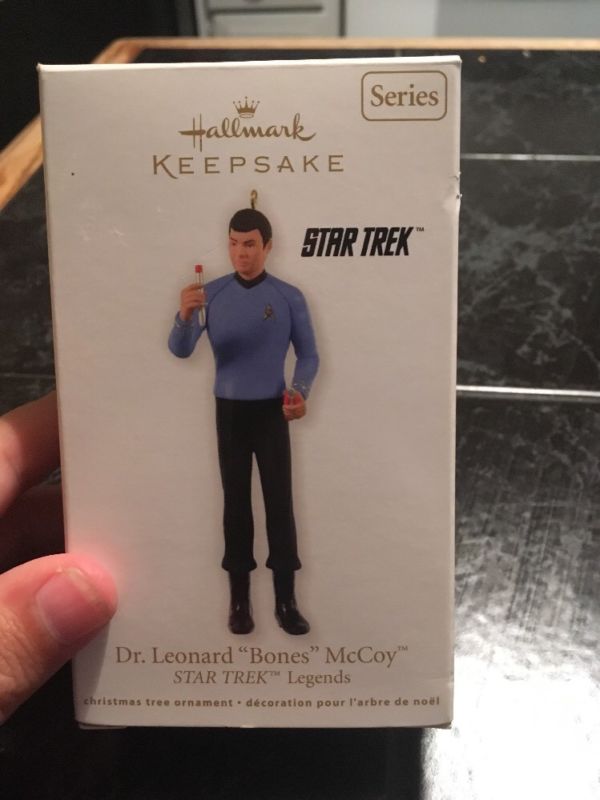 Series
Hallmark
KEEPSAKE
STAR TREK™
Dr. Leonard “Bones” McCoy™
STAR TREK™ Legends
christmas tree ornament • décoration pour l'arbre de noël